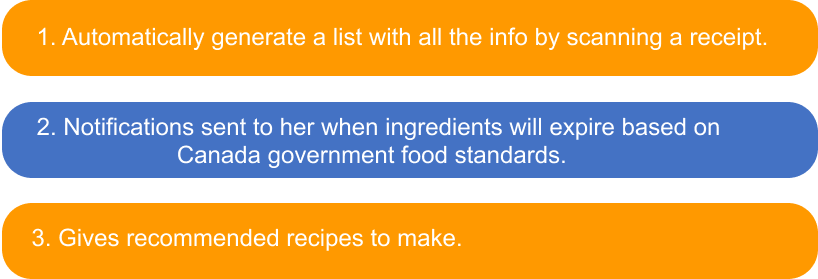 1. Automatically generate a list with all the info by scanning a receipt.
2. Notifications sent to her when ingredients will expire based on
Canada government food standards.
3. Gives recommended recipes to make.